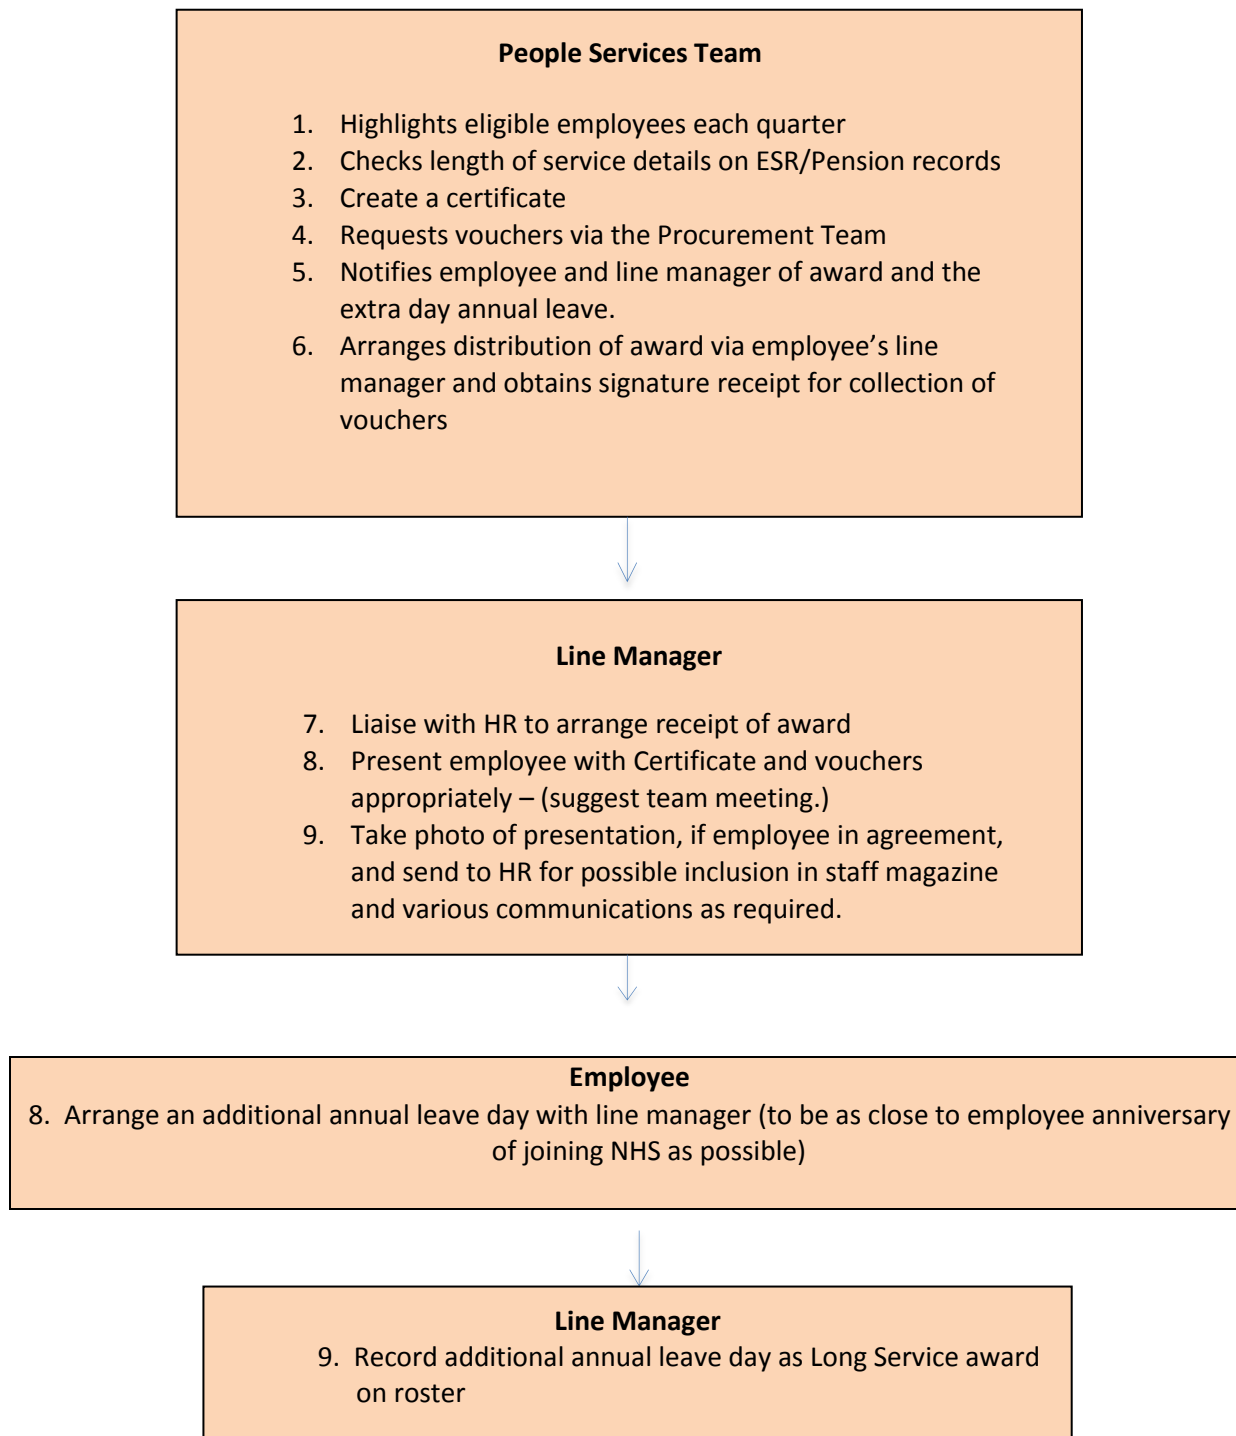 People Services Team
1. Highlights eligible employees each quarter
2. Checks length of service details on ESR/Pension records
3. Create a certificate
4. Requests vouchers via the Procurement Team
5. Notifies employee and line manager of award and the
extra day annual leave.
6. Arranges distribution of award via employee’s line
manager and obtains signature receipt for collection of
vouchers
Line Manager
7. Liaise with HR to arrange receipt of award
8. Present employee with Certificate and vouchers
appropriately – (suggest team meeting.)
9. Take photo of presentation, if employee in agreement,
and send to HR for possible inclusion in staff magazine
and various communications as required.
Employee
8. Arrange an additional annual leave day with line manager (to be as close to employee anniversary
of joining NHS as possible)
Line Manager
9. Record additional annual leave day as Long Service award
on roster